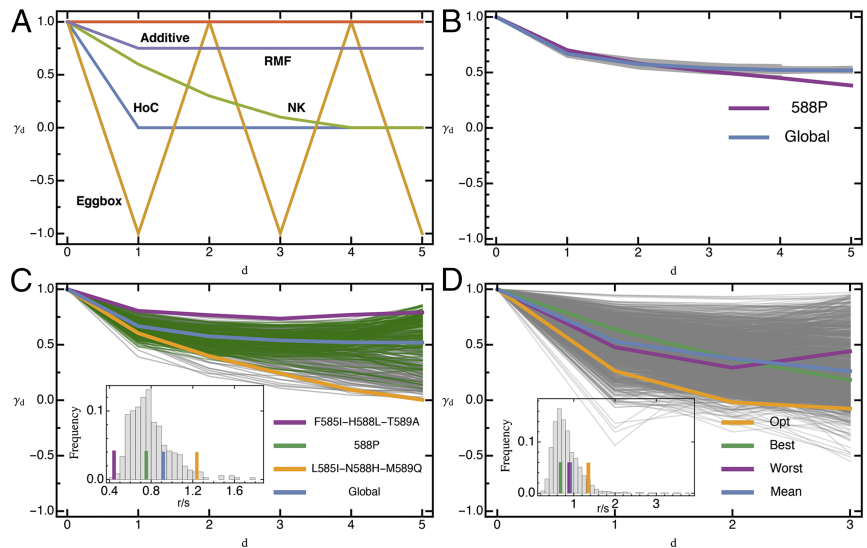 A
Additive
RMF
HoC
NK
Eggbox
γd
1.0
0.5
0.0
−0.5
−1.0
0 1 2 3 4 5
d
B
588P
Global
γd
1.0
0.5
0.0
−0.5
−1.0
0 1 2 3 4 5
d
C
γd
1.0
0.5
0.0
−0.5
−1.0
0 1 2 3 4 5
d
Frequency
0.1
0.0
0.4 0.8 1.2 1.6
r/s
F585I−H588L−T589A
588P
L585I−N588H−M589Q
Global
D
γd
1.0
0.5
0.0
−0.5
−1.0
0 1 2 3
d
Frequency
0.1
0.0
1 2 3
r/s
Opt
Best
Worst
Mean